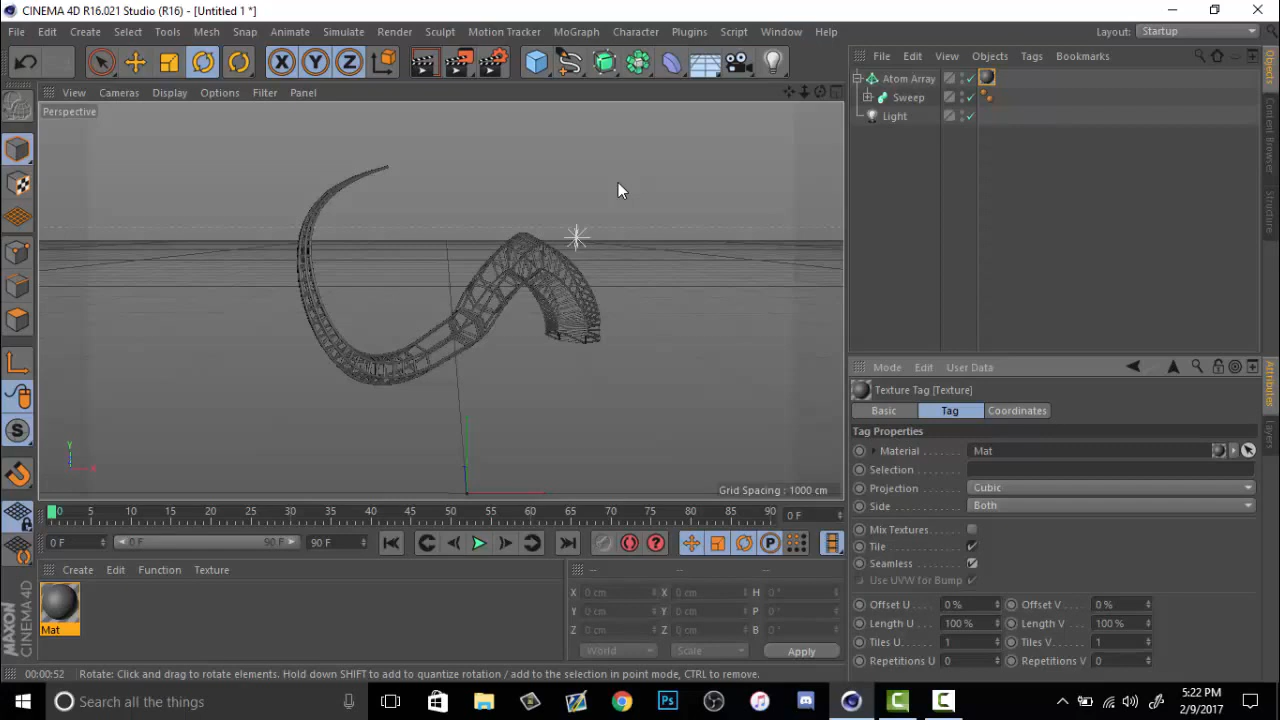 CINEMA 4D R16.021 Studio (R16) - [Untitled 1 *]
File Edit Create Select Tools Mesh Snap Animate Simulate Render Sculpt Motion Tracker MoGraph Character Plugins Script Window Help Layout: Startup
File Edit View Objects Tags Bookmarks
Atom Array
Sweep
Light
View Cameras Display Options Filter Panel
Perspective
Y
X
Grid Spacing : 1000 cm
Objects
Content Browser
Structure
Mode Edit User Data
Texture Tag [Texture]
Basic Tag Coordinates
Tag Properties
Material Mat
Selection
Projection Cubic
Side Both
Mix Textures
Tile
Seamless
Use UVW for Bump
Offset U 0 % Offset V 0 %
Length U 100 % Length V 100 %
Tiles U 1 Tiles V 1
Repetitions U 0 Repetitions V 0
Attributes
Layers
0 5 10 15 20 25 30 35 40 45 50 55 60 65 70 75 80 85 90 0 F
0 F 0 F 90 F 90 F
Create Edit Function Texture
Mat
-- -- --
X 0 cm X 0 cm H 0 °
Y 0 cm Y 0 cm P 0 °
Z 0 cm Z 0 cm B 0 °
World Scale Apply
MAXON
CINEMA 4D
00:00:52 Rotate: Click and drag to rotate elements. Hold down SHIFT to quantize rotation / add to the selection in point mode, CTRL to remove.
Search all the things
5:22 PM
2/9/2017